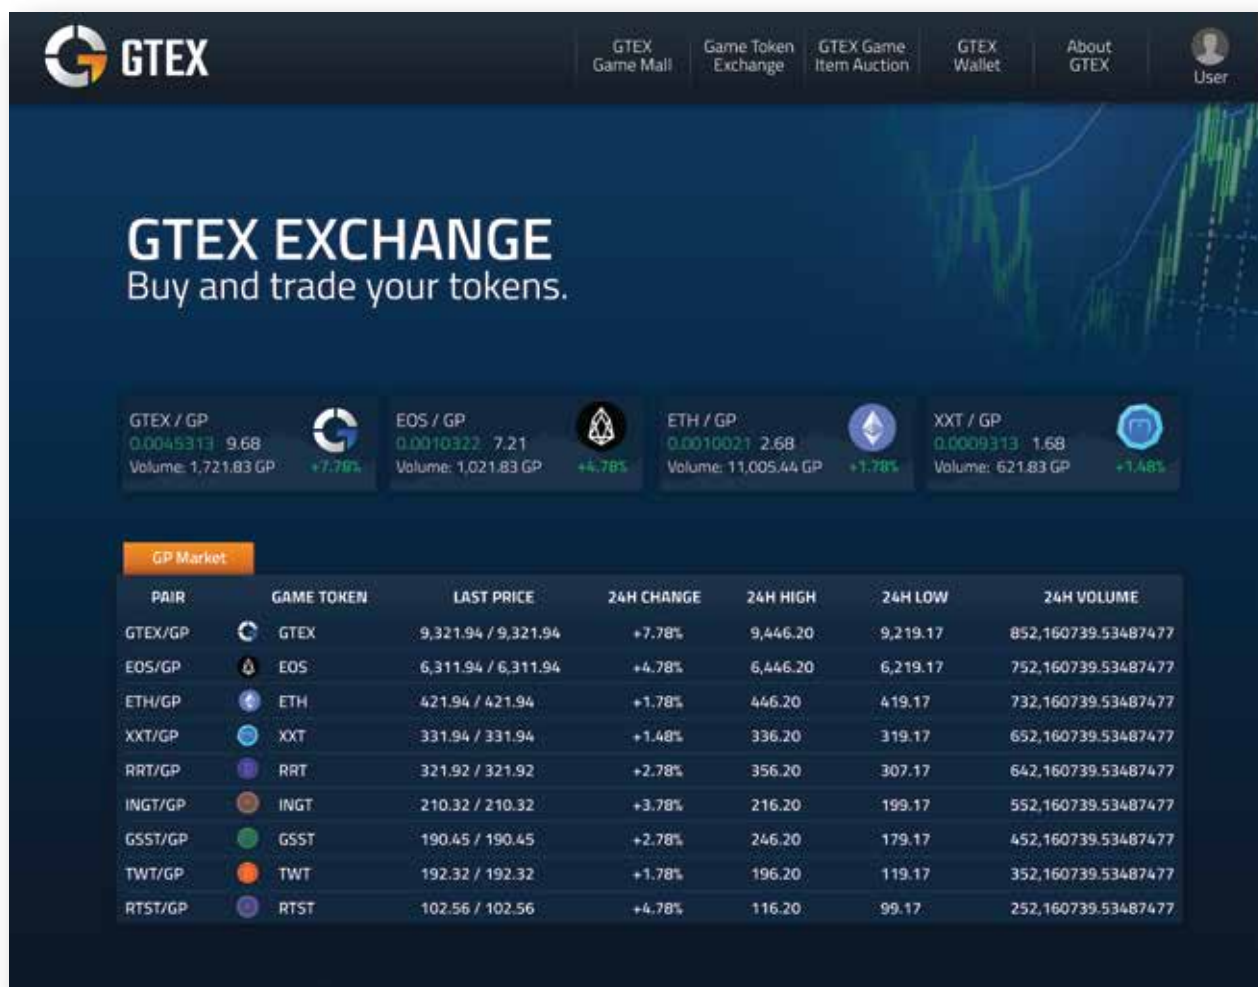 GTEX
GTEX Game Mall
Game Token Exchange
GTEX Game Item Auction
GTEX Wallet
About GTEX
User
GTEX EXCHANGE
Buy and trade your tokens.
GTEX / GP
0.0045313 9.68
Volume: 1,721.83 GP +7.78%
EOS / GP
0.0010322 7.21
Volume: 1,021.83 GP +4.78%
ETH / GP
0.0010021 2.68
Volume: 11,005.44 GP +1.78%
XXT / GP
0.0009313 1.68
Volume: 621.83 GP +1.48%
GP Market
PAIR GAME TOKEN LAST PRICE 24H CHANGE 24H HIGH 24H LOW 24H VOLUME
GTEX/GP GTEX 9,321.94 / 9,321.94 +7.78% 9,446.20 9,219.17 852,160739.53487477
EOS/GP EOS 6,311.94 / 6,311.94 +4.78% 6,446.20 6,219.17 752,160739.53487477
ETH/GP ETH 421.94 / 421.94 +1.78% 446.20 419.17 732,160739.53487477
XXT/GP XXT 331.94 / 331.94 +1.48% 336.20 319.17 652,160739.53487477
RRT/GP RRT 321.92 / 321.92 +2.78% 356.20 307.17 642,160739.53487477
INGT/GP INGT 210.32 / 210.32 +3.78% 216.20 199.17 552,160739.53487477
GSST/GP GSST 190.45 / 190.45 +2.78% 246.20 179.17 452,160739.53487477
TWT/GP TWT 192.32 / 192.32 +1.78% 196.20 119.17 352,160739.53487477
RTST/GP RTST 102.56 / 102.56 +4.78% 116.20 99.17 252,160739.53487477